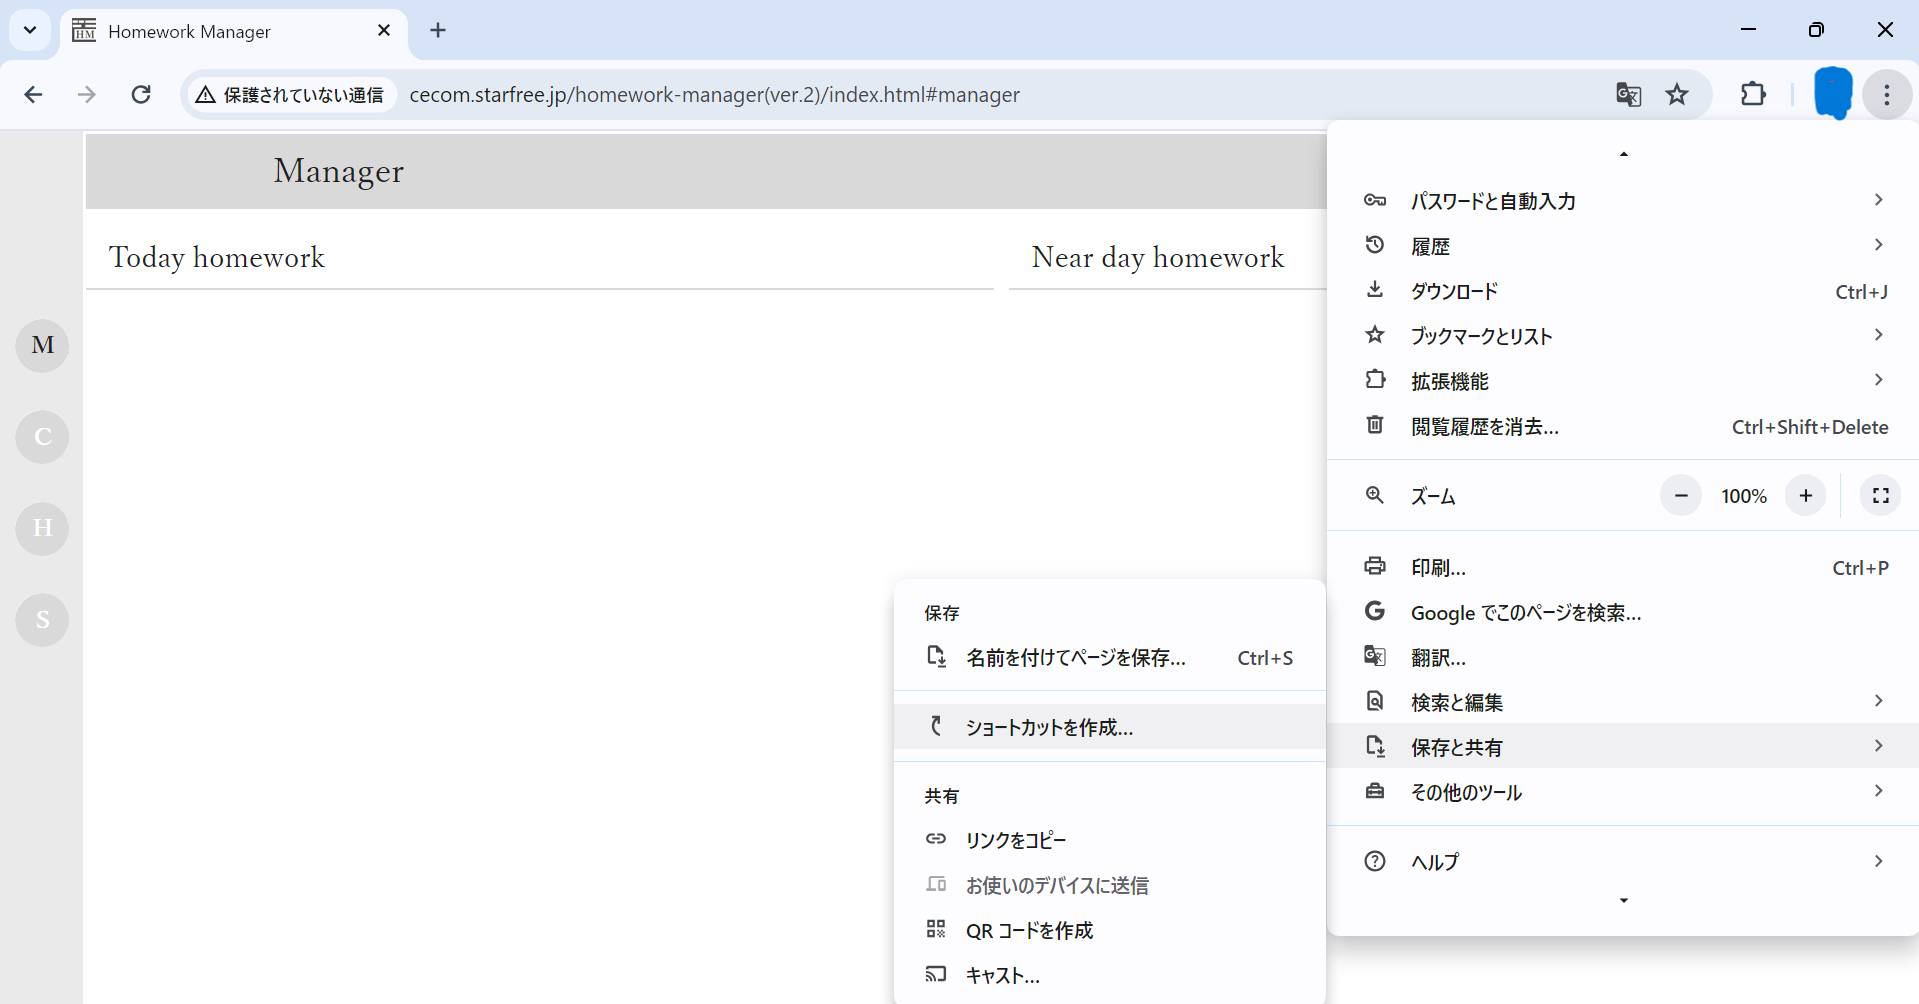 HM Homework Manager
保護されていない通信 cecom.starfree.jp/homework-manager(ver.2)/index.html#manager
Manager
Today homework
Near day homework
M
C
H
S
パスワードと自動入力
履歴
ダウンロード Ctrl+J
ブックマークとリスト
拡張機能
閲覧履歴を消去... Ctrl+Shift+Delete
ズーム − 100% +
印刷... Ctrl+P
Google でこのページを検索...
翻訳...
検索と編集
保存と共有
その他のツール
ヘルプ
保存
名前を付けてページを保存... Ctrl+S
ショートカットを作成...
共有
リンクをコピー
お使いのデバイスに送信
QR コードを作成
キャスト...